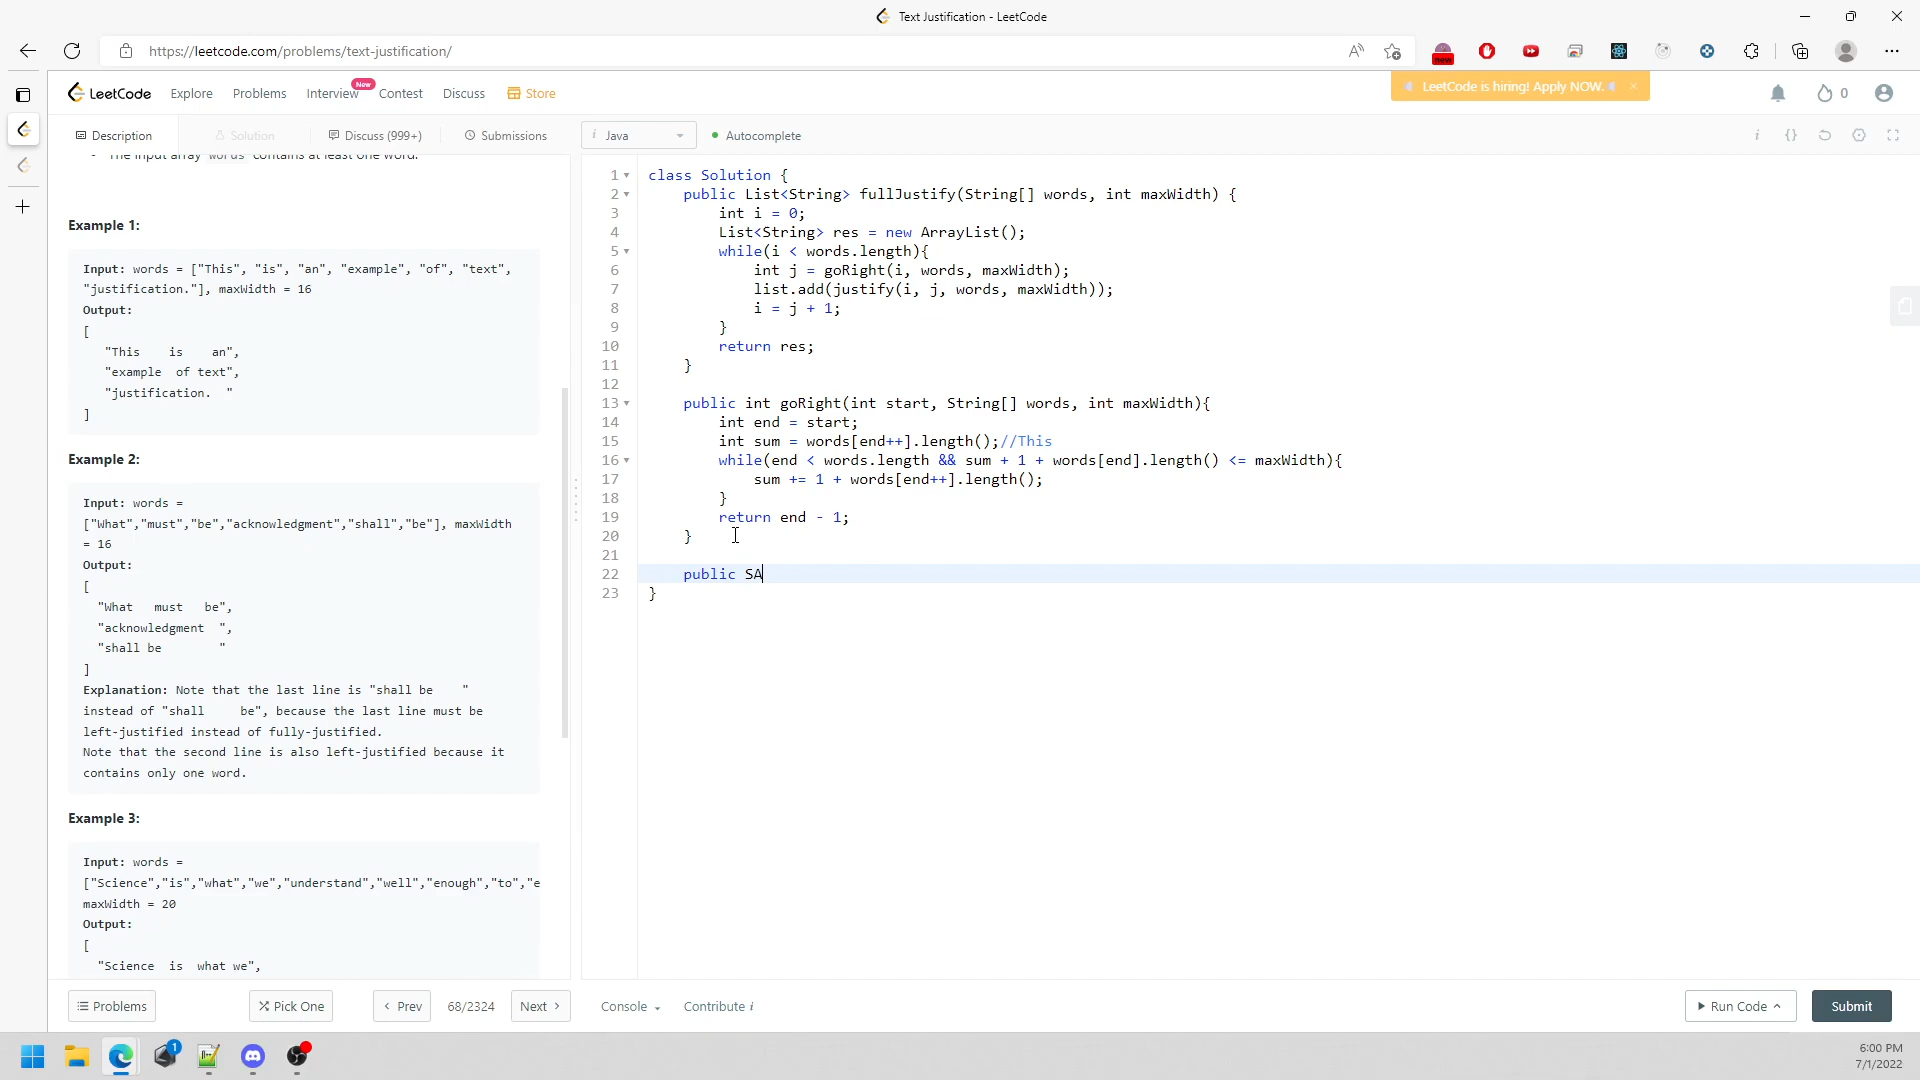 Text Justification - LeetCode
https://leetcode.com/problems/text-justification/
new
LeetCode
Explore
Problems
Interview
New
Contest
Discuss
Store
LeetCode is hiring! Apply NOW.
0
Description
Solution
Discuss (999+)
Submissions
i Java
Autocomplete
The input array words contains at least one word.
Example 1:
Input: words = ["This", "is", "an", "example", "of", "text",
"justification."], maxWidth = 16
Output:
[
"This    is    an",
"example  of text",
"justification.  "
]
Example 2:
Input: words =
["What","must","be","acknowledgment","shall","be"], maxWidth
= 16
Output:
[
"What   must   be",
"acknowledgment  ",
"shall be        "
]
Explanation: Note that the last line is "shall be    "
instead of "shall     be", because the last line must be
left-justified instead of fully-justified.
Note that the second line is also left-justified because it
contains only one word.
Example 3:
Input: words =
["Science","is","what","we","understand","well","enough","to","e
maxWidth = 20
Output:
[
"Science  is  what we",
1 class Solution {
2 public List<String> fullJustify(String[] words, int maxWidth) {
3 int i = 0;
4 List<String> res = new ArrayList();
5 while(i < words.length){
6 int j = goRight(i, words, maxWidth);
7 list.add(justify(i, j, words, maxWidth));
8 i = j + 1;
9 }
10 return res;
11 }
12
13 public int goRight(int start, String[] words, int maxWidth){
14 int end = start;
15 int sum = words[end++].length();//This
16 while(end < words.length && sum + 1 + words[end].length() <= maxWidth){
17 sum += 1 + words[end++].length();
18 }
19 return end - 1;
20 }
21
22 public SA
23 }
Problems
Pick One
Prev
68/2324
Next
Console
Contribute i
Run Code
Submit
1
6:00 PM
7/1/2022